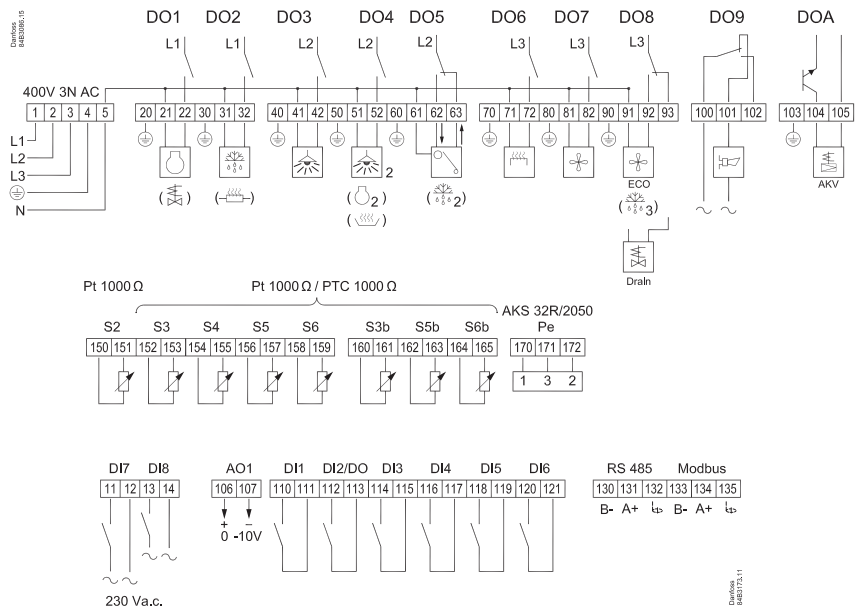 Danfoss
84B3086.15
DO1 DO2 DO3 DO4 DO5 DO6 DO7 DO8 DO9 DOA
L1 L1 L2 L2 L2 L3 L3 L3
400V 3N AC
1 2 3 4 5 20 21 22 30 31 32 40 41 42 50 51 52 60 61 62 63 70 71 72 80 81 82 90 91 92 93 100 101 102 103 104 105
L1
L2
L3
N
2
ECO
AKV
( ) ( ) ( 2) ( 2) ( 3)
( )
Drain
Pt 1000 Ω Pt 1000 Ω / PTC 1000 Ω
AKS 32R/2050
S2 S3 S4 S5 S6 S3b S5b S6b Pe
150 151 152 153 154 155 156 157 158 159 160 161 162 163 164 165 170 171 172
1 3 2
DI7 DI8 AO1 DI1 DI2/DO DI3 DI4 DI5 DI6 RS 485 Modbus
11 12 13 14 106 107 110 111 112 113 114 115 116 117 118 119 120 121 130 131 132 133 134 135
B- A+ B- A+
+ −
0 -10V
230 Va.c.
Danfoss
84B3173.11